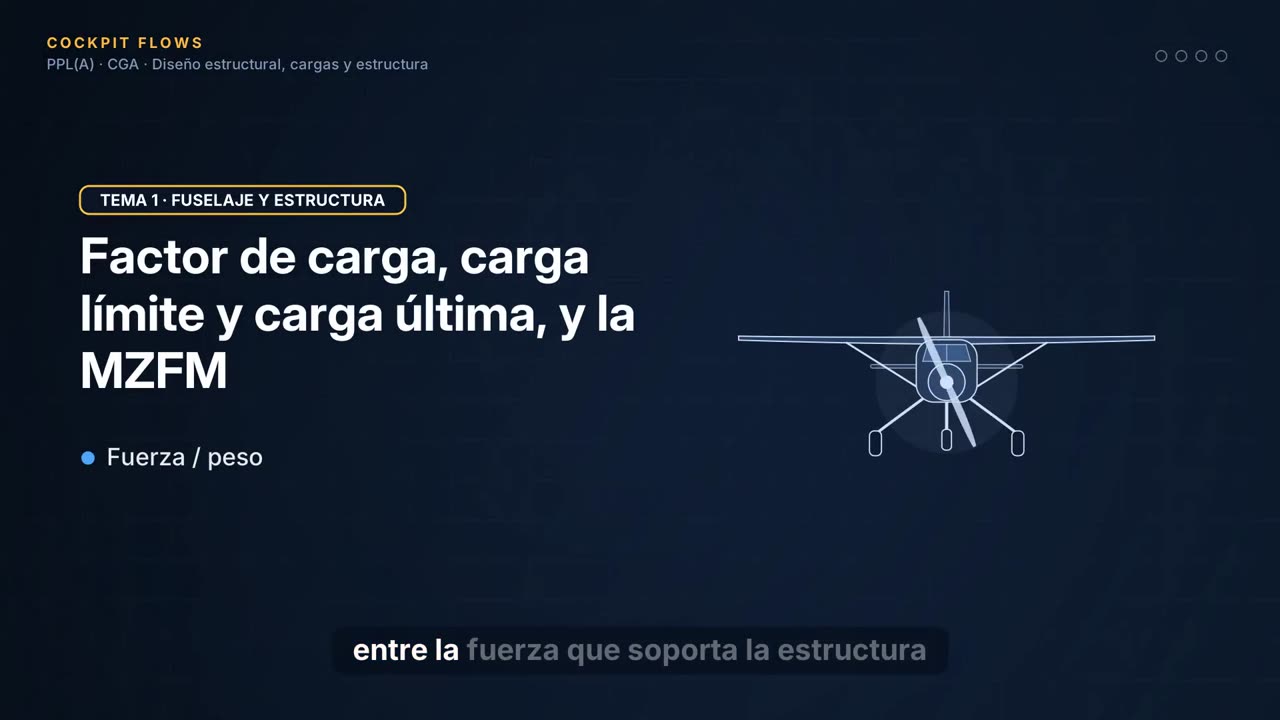 COCKPIT FLOWS
PPL(A) · CGA · Diseño estructural, cargas y estructura
TEMA 1 · FUSELAJE Y ESTRUCTURA
Factor de carga, carga
límite y carga última, y la
MZFM
Fuerza / peso
entre la fuerza que soporta la estructura